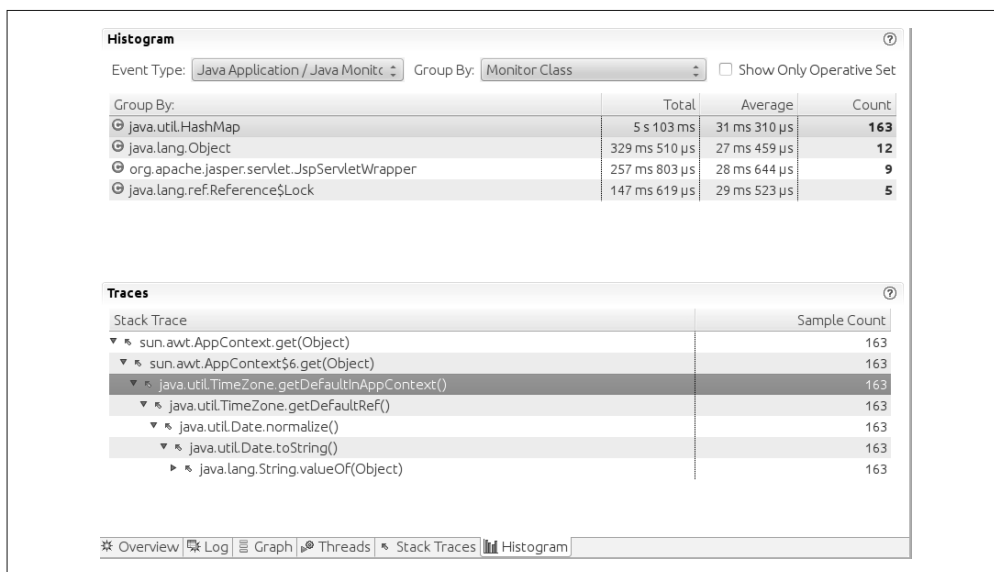 Histogram
Event Type: Java Application / Java Monitc Group By: Monitor Class Show Only Operative Set
Group By: Total Average Count
java.util.HashMap 5 s 103 ms 31 ms 310 µs 163
java.lang.Object 329 ms 510 µs 27 ms 459 µs 12
org.apache.jasper.servlet.JspServletWrapper 257 ms 803 µs 28 ms 644 µs 9
java.lang.ref.Reference$Lock 147 ms 619 µs 29 ms 523 µs 5
Traces
Stack Trace Sample Count
sun.awt.AppContext.get(Object) 163
sun.awt.AppContext$6.get(Object) 163
java.util.TimeZone.getDefaultInAppContext() 163
java.util.TimeZone.getDefaultRef() 163
java.util.Date.normalize() 163
java.util.Date.toString() 163
java.lang.String.valueOf(Object) 163
Overview Log Graph Threads Stack Traces Histogram